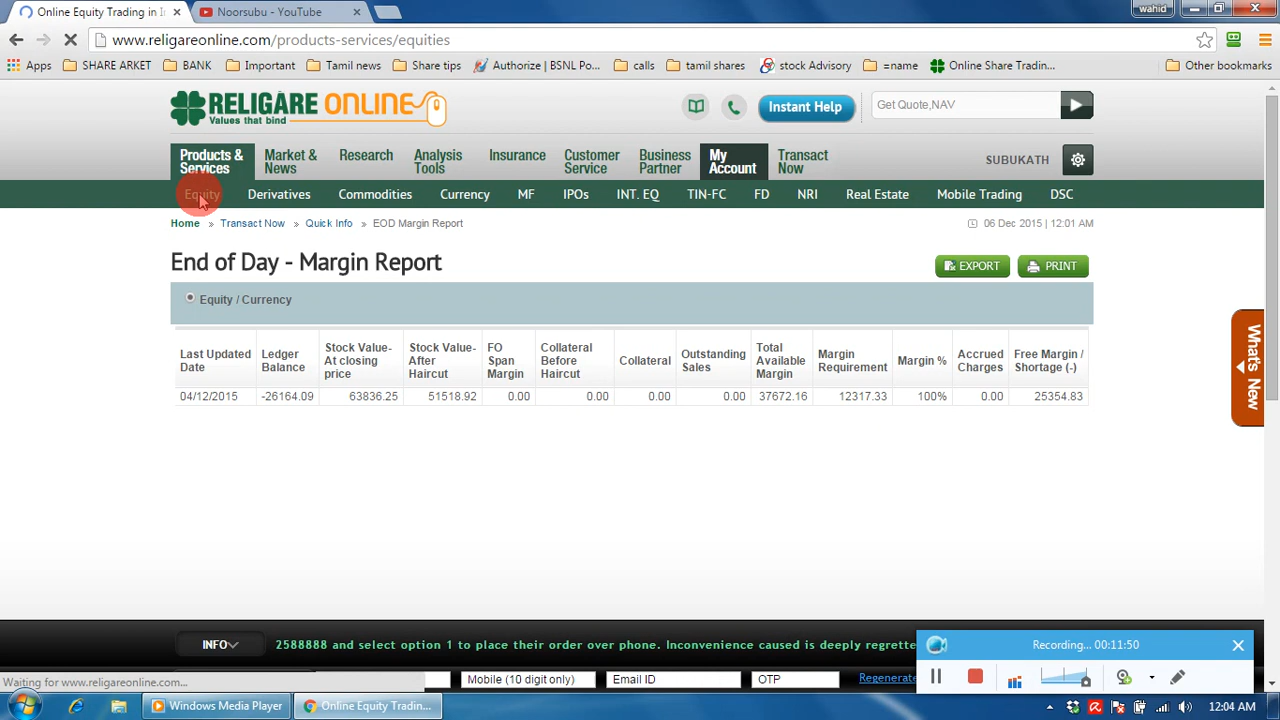 Online Equity Trading in I
Noorsubu - YouTube
wahid
www.religareonline.com/products-services/equities
Apps
SHARE ARKET
BANK
Important
Tamil news
Share tips
Authorize | BSNL Po...
calls
tamil shares
stock Advisory
=name
Online Share Tradin...
Other bookmarks
RELIGARE ONLINE
Values that bind
Instant Help
Get Quote,NAV
Products & Services
Market & News
Research
Analysis Tools
Insurance
Customer Service
Business Partner
My Account
Transact Now
SUBUKATH
Equity
Derivatives
Commodities
Currency
MF
IPOs
INT. EQ
TIN-FC
FD
NRI
Real Estate
Mobile Trading
DSC
Home » Transact Now » Quick Info » EOD Margin Report
06 Dec 2015 | 12:01 AM
End of Day - Margin Report
EXPORT
PRINT
Equity / Currency
Last Updated Date
Ledger Balance
Stock Value- At closing price
Stock Value- After Haircut
FO Span Margin
Collateral Before Haircut
Collateral
Outstanding Sales
Total Available Margin
Margin Requirement
Margin %
Accrued Charges
Free Margin / Shortage (-)
04/12/2015 -26164.09 63836.25 51518.92 0.00 0.00 0.00 0.00 37672.16 12317.33 100% 0.00 25354.83
What's New
INFO
2588888 and select option 1 to place their order over phone. Inconvenience caused is deeply regrette
Recording... 00:11:50
Waiting for www.religareonline.com...
Mobile (10 digit only)
Email ID
OTP
Regenerate
Windows Media Player
Online Equity Tradin...
12:04 AM